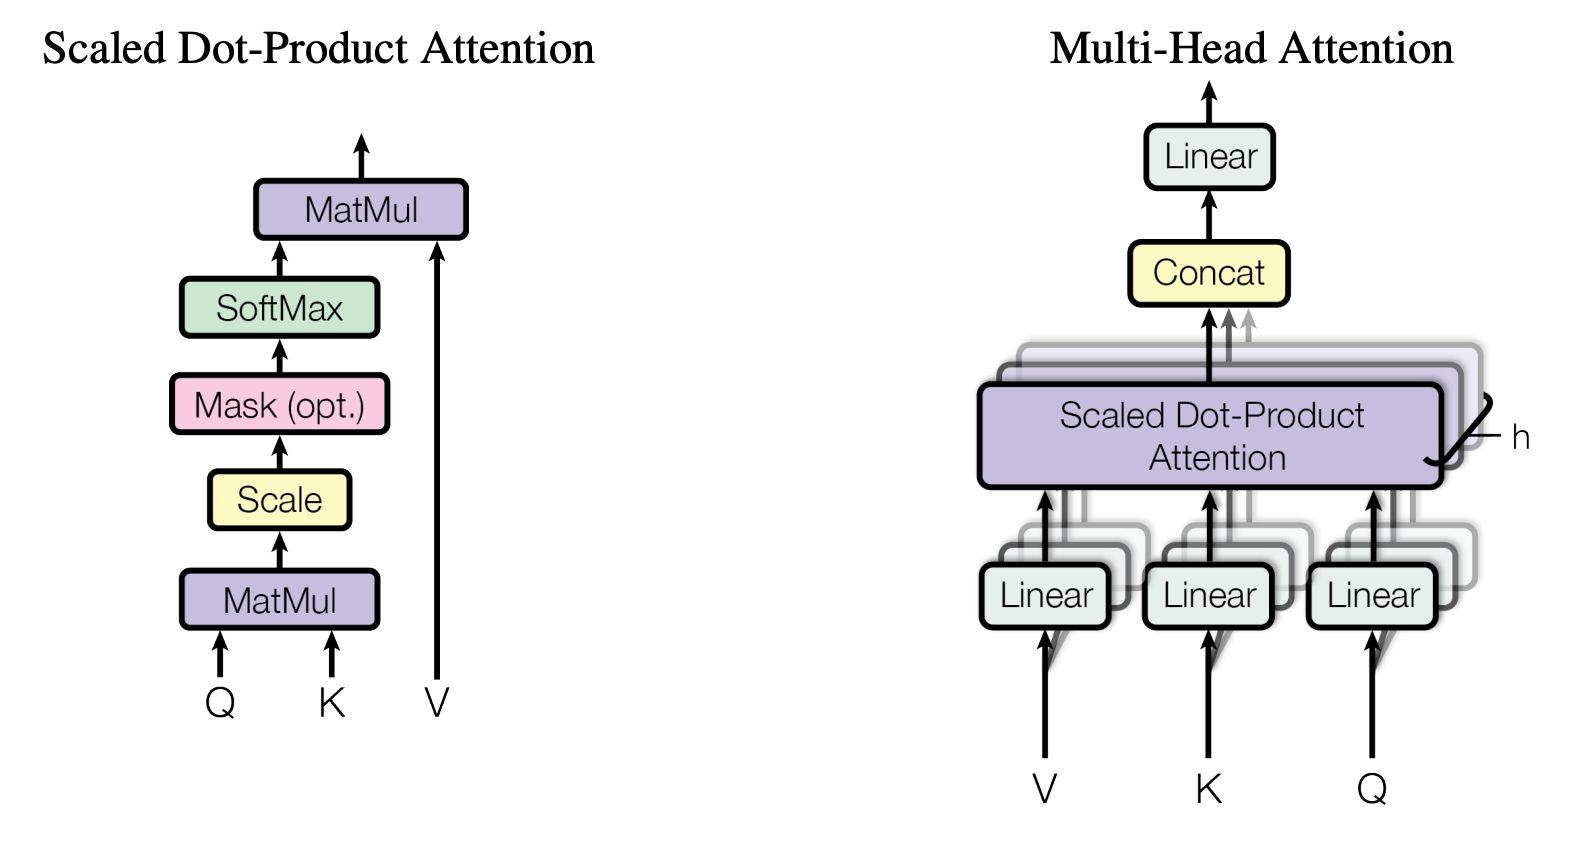 Scaled Dot-Product Attention
MatMul
SoftMax
Mask (opt.)
Scale
MatMul
Q K V
Multi-Head Attention
Linear
Concat
Scaled Dot-Product
Attention
h
Linear Linear Linear
V K Q